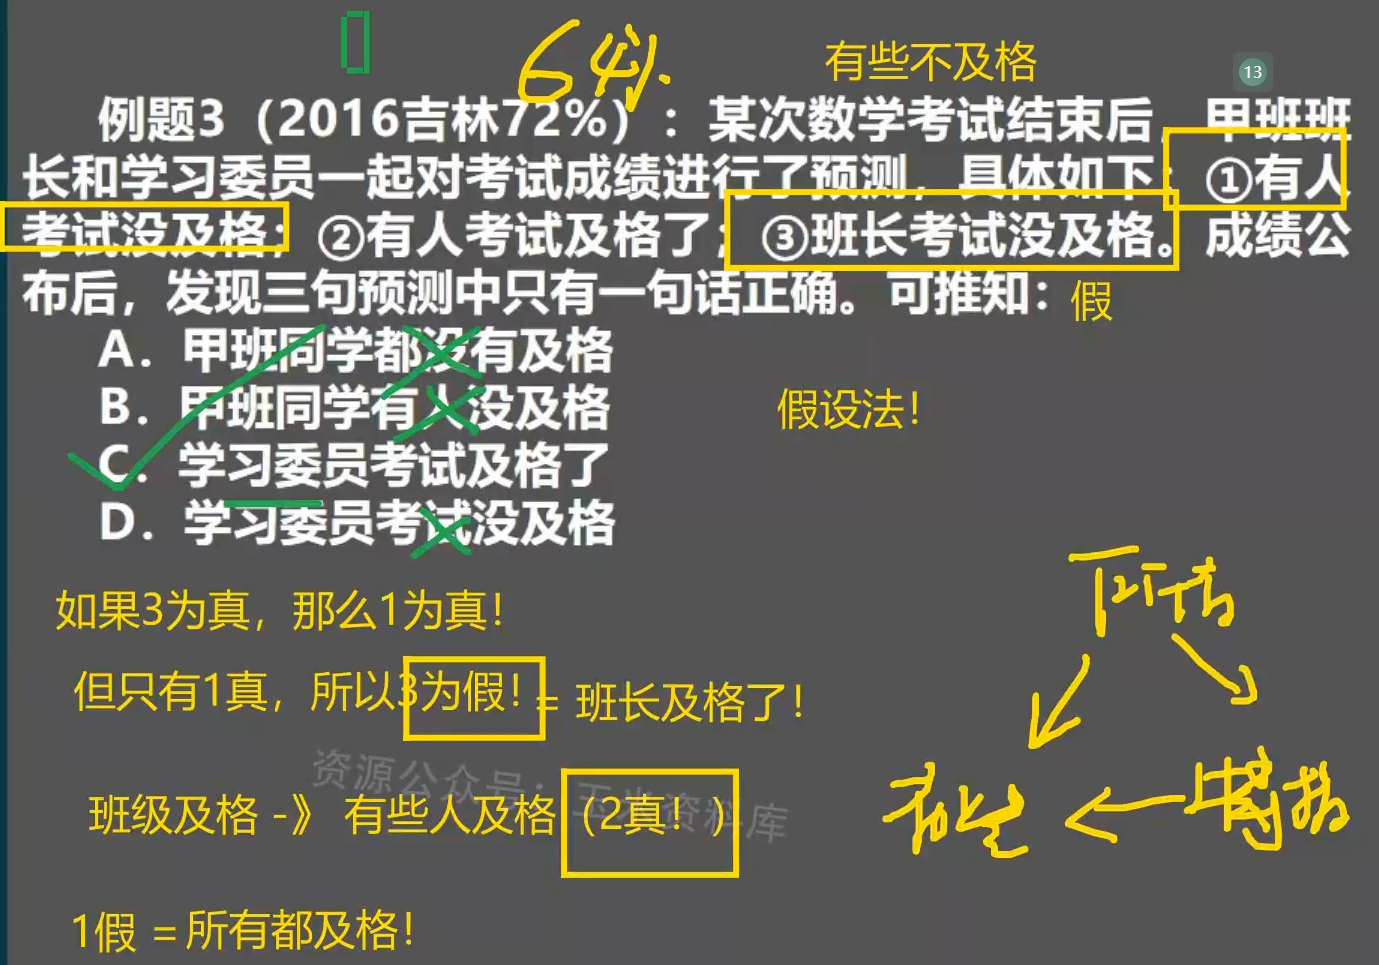 64%.
有些不及格
13
例题3（2016吉林72%）：某次数学考试结束后，甲班班
长和学习委员一起对考试成绩进行了预测，具体如下：①有人
考试没及格；②有人考试及格了；③班长考试没及格。成绩公
布后，发现三句预测中只有一句话正确。可推知：假
A．甲班同学都没有及格
B．甲班同学有人没及格
假设法！
C．学习委员考试及格了
D．学习委员考试没及格
如果3为真，那么1为真！
但只有1真，所以3为假！= 班长及格了！
所有
资源公众号：玉米资料库
班级及格 -》 有些人及格（2真！）
有些
1假 =所有都及格！